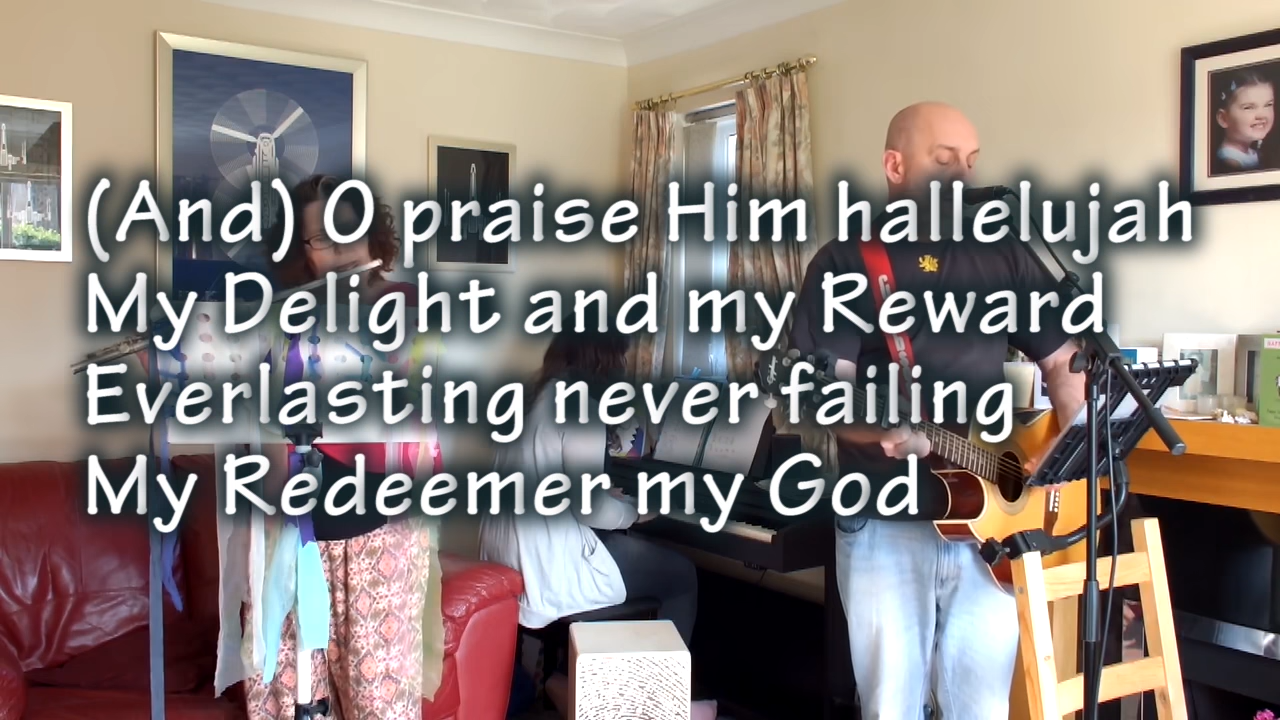 (And) O praise Him hallelujah
My Delight and my Reward
Everlasting never failing
My Redeemer my God